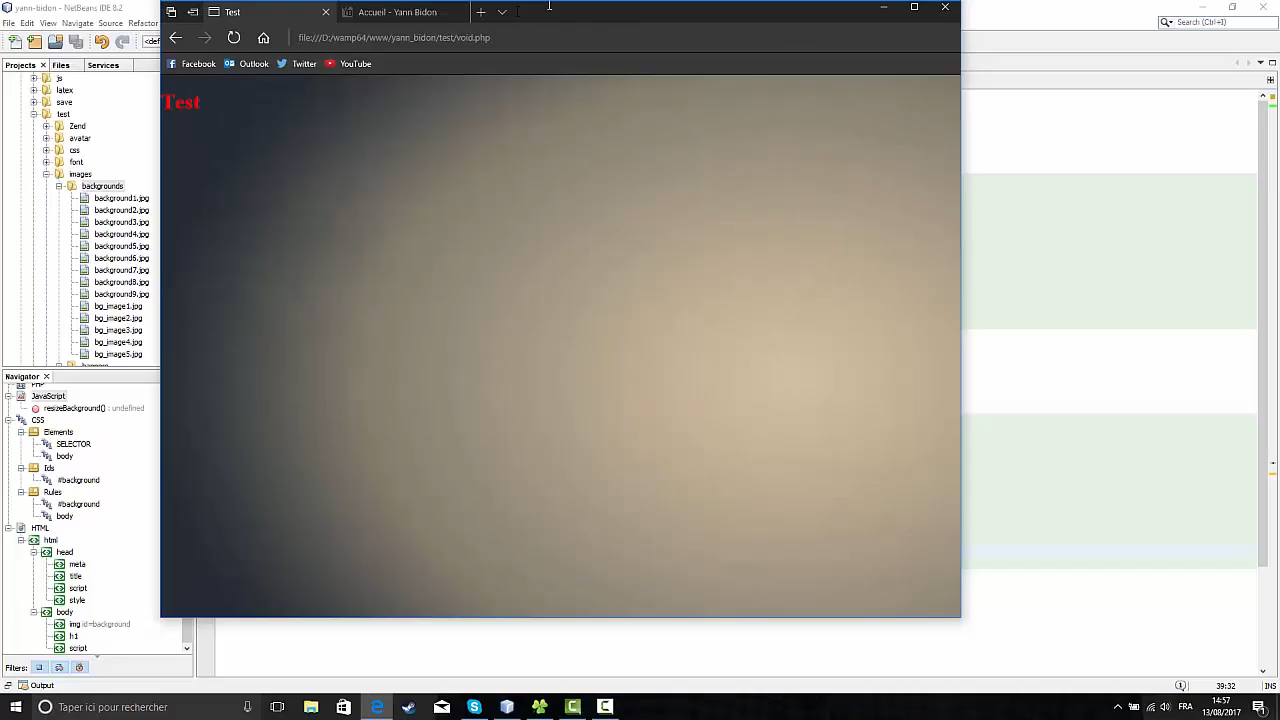 yann-bidon - NetBeans IDE 8.2
File Edit View Navigate Source Refactor
Search (Ctrl+I)
Test
Accueil - Yann Bidon
file:///D:/wamp64/www/yann_bidon/test/void.php
Facebook Outlook Twitter YouTube
Test
Projects Files Services
js
latex
save
test
Zend
avatar
css
font
images
backgrounds
background1.jpg
background2.jpg
background3.jpg
background4.jpg
background5.jpg
background6.jpg
background7.jpg
background8.jpg
background9.jpg
bg_image1.jpg
bg_image2.jpg
bg_image3.jpg
bg_image4.jpg
bg_image5.jpg
Navigator
PHP
JavaScript
resizeBackground() : undefined
CSS
Elements
SELECTOR
body
Ids
#background
Rules
#background
body
HTML
html
head
meta
title
script
style
body
img id=background
h1
script
Filters:
Output
39:32 INS
Taper ici pour rechercher
FRA
14:57
13/08/2017